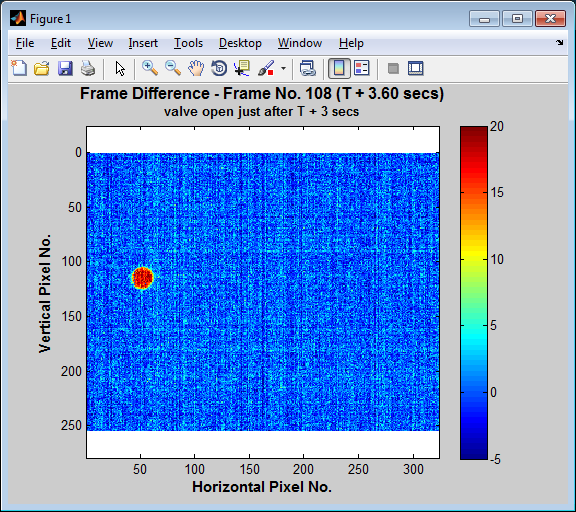 Figure 1
File Edit View Insert Tools Desktop Window Help
Frame Difference - Frame No. 108 (T + 3.60 secs)
valve open just after T + 3 secs
20
15
10
5
0
-5
0
50
100
150
200
250
Vertical Pixel No.
50 100 150 200 250 300
Horizontal Pixel No.